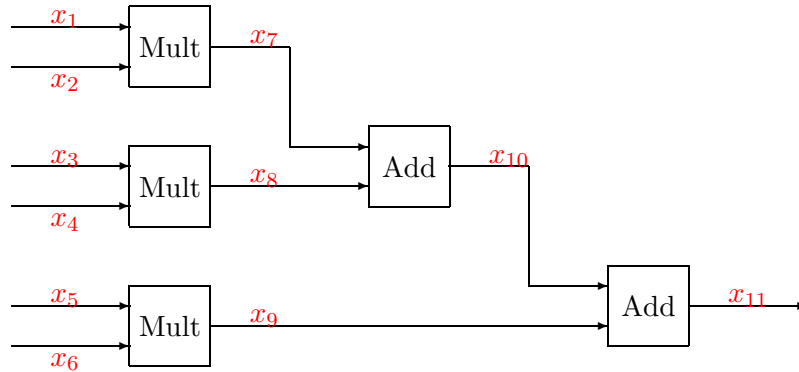 x₁
Mult
x₇
x₂
x₃
Mult
x₈
Add
x₁₀
x₄
x₅
Mult
x₉
Add
x₁₁
x₆